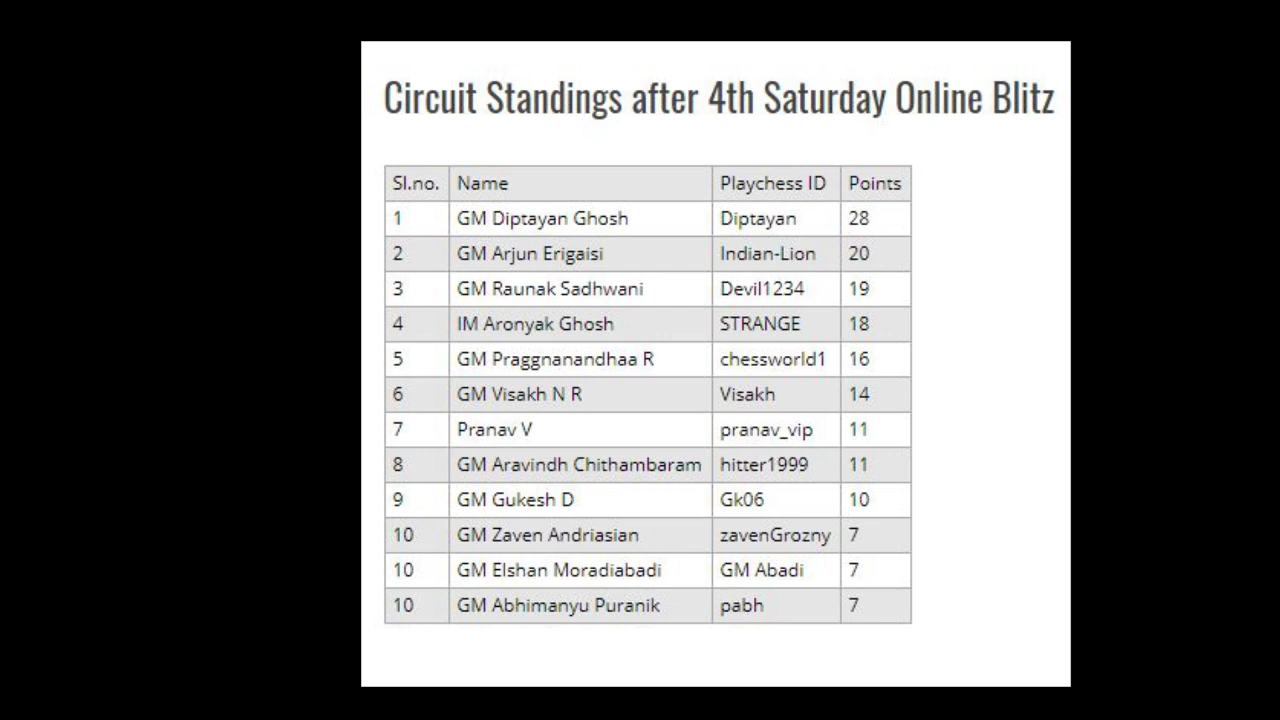 Circuit Standings after 4th Saturday Online Blitz
Sl.no. Name Playchess ID Points
1 GM Diptayan Ghosh Diptayan 28
2 GM Arjun Erigaisi Indian-Lion 20
3 GM Raunak Sadhwani Devil1234 19
4 IM Aronyak Ghosh STRANGE 18
5 GM Praggnanandhaa R chessworld1 16
6 GM Visakh N R Visakh 14
7 Pranav V pranav_vip 11
8 GM Aravindh Chithambaram hitter1999 11
9 GM Gukesh D Gk06 10
10 GM Zaven Andriasian zavenGrozny 7
10 GM Elshan Moradiabadi GM Abadi 7
10 GM Abhimanyu Puranik pabh 7